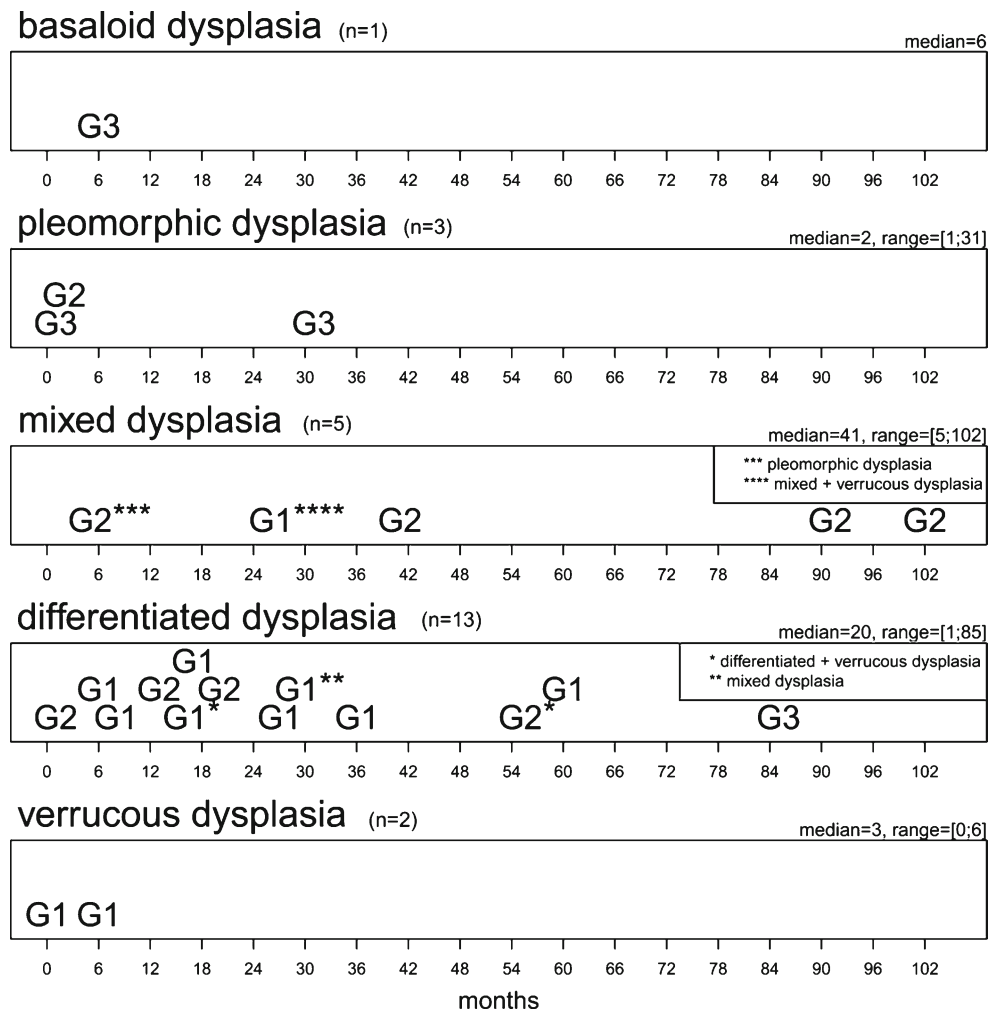 basaloid dysplasia (n=1)
median=6
G3
0 6 12 18 24 30 36 42 48 54 60 66 72 78 84 90 96 102
pleomorphic dysplasia (n=3)
median=2, range=[1;31]
G2
G3 G3
0 6 12 18 24 30 36 42 48 54 60 66 72 78 84 90 96 102
mixed dysplasia (n=5)
median=41, range=[5;102]
*** pleomorphic dysplasia
**** mixed + verrucous dysplasia
G2*** G1**** G2 G2 G2
0 6 12 18 24 30 36 42 48 54 60 66 72 78 84 90 96 102
differentiated dysplasia (n=13)
median=20, range=[1;85]
* differentiated + verrucous dysplasia
** mixed dysplasia
G1
G1 G2 G2 G1** G1
G2 G1 G1* G1 G1 G2* G3
0 6 12 18 24 30 36 42 48 54 60 66 72 78 84 90 96 102
verrucous dysplasia (n=2)
median=3, range=[0;6]
G1 G1
0 6 12 18 24 30 36 42 48 54 60 66 72 78 84 90 96 102
months